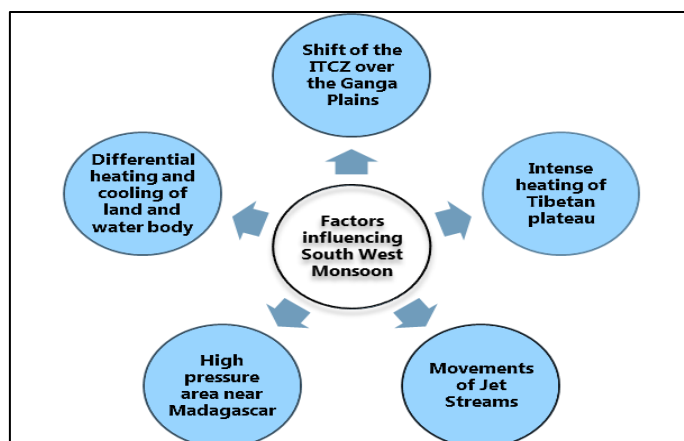 Shift of the
ITCZ over
the Ganga
Plains
Differential
heating and
cooling of
land and
water body
Intense
heating of
Tibetan
plateau
Factors
influencing
South West
Monsoon
High
pressure
area near
Madagascar
Movements
of Jet
Streams